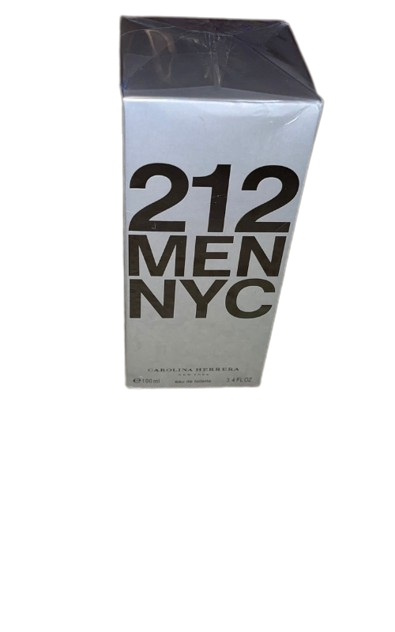 212
MEN
NYC
CAROLINA HERRERA
NEW YORK
℮ 100 ml eau de toilette 3.4 FL.OZ